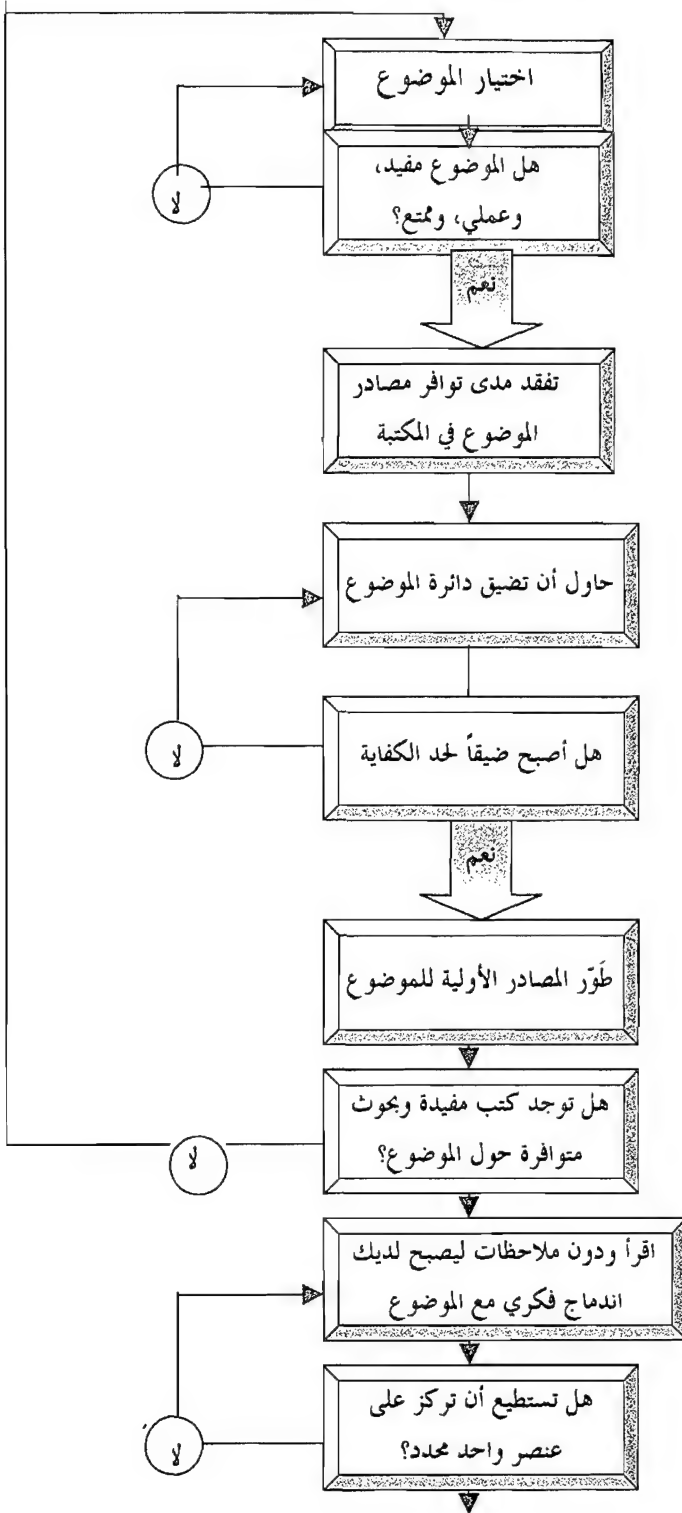 اختيار الموضوع
هل الموضوع مفيد،
وعملي، وممتع؟
لا
نعم
تفقد مدى توافر مصادر
الموضوع في المكتبة
حاول أن تضيق دائرة الموضوع
هل أصبح ضيقاً لحد الكفاية
لا
نعم
طَوّر المصادر الأولية للموضوع
هل توجد كتب مفيدة وبحوث
متوافرة حول الموضوع؟
لا
اقرأ ودون ملاحظات ليصبح لديك
اندماج فكري مع الموضوع
هل تستطيع أن تركز على
عنصر واحد محدد؟
لا